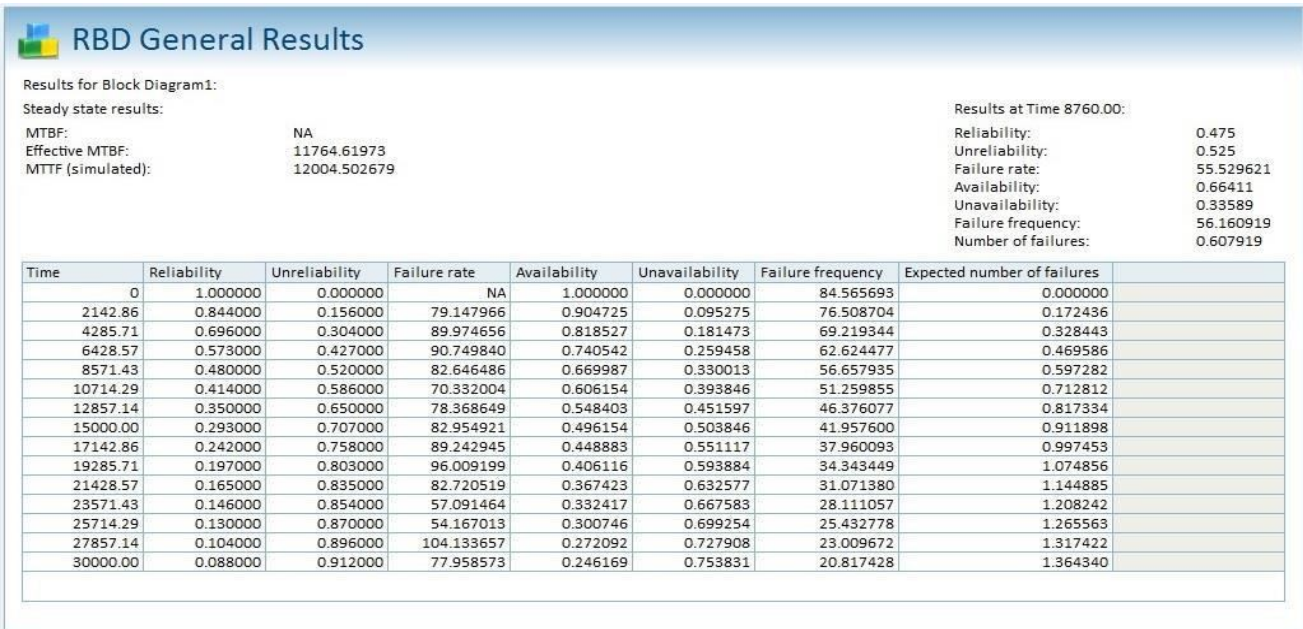 RBD General Results
Results for Block Diagram1:
Steady state results:
MTBF: NA
Effective MTBF: 11764.61973
MTTF (simulated): 12004.502679
Results at Time 8760.00:
Reliability: 0.475
Unreliability: 0.525
Failure rate: 55.529621
Availability: 0.66411
Unavailability: 0.33589
Failure frequency: 56.160919
Number of failures: 0.607919
Time Reliability Unreliability Failure rate Availability Unavailability Failure frequency Expected number of failures
0 1.000000 0.000000 NA 1.000000 0.000000 84.565693 0.000000
2142.86 0.844000 0.156000 79.147966 0.904725 0.095275 76.508704 0.172436
4285.71 0.696000 0.304000 89.974656 0.818527 0.181473 69.219344 0.328443
6428.57 0.573000 0.427000 90.749840 0.740542 0.259458 62.624477 0.469586
8571.43 0.480000 0.520000 82.646486 0.669987 0.330013 56.657935 0.597282
10714.29 0.414000 0.586000 70.332004 0.606154 0.393846 51.259855 0.712812
12857.14 0.350000 0.650000 78.368649 0.548403 0.451597 46.376077 0.817334
15000.00 0.293000 0.707000 82.954921 0.496154 0.503846 41.957600 0.911898
17142.86 0.242000 0.758000 89.242945 0.448883 0.551117 37.960093 0.997453
19285.71 0.197000 0.803000 96.009199 0.406116 0.593884 34.343449 1.074856
21428.57 0.165000 0.835000 82.720519 0.367423 0.632577 31.071380 1.144885
23571.43 0.146000 0.854000 57.091464 0.332417 0.667583 28.111057 1.208242
25714.29 0.130000 0.870000 54.167013 0.300746 0.699254 25.432778 1.265563
27857.14 0.104000 0.896000 104.133657 0.272092 0.727908 23.009672 1.317422
30000.00 0.088000 0.912000 77.958573 0.246169 0.753831 20.817428 1.364340